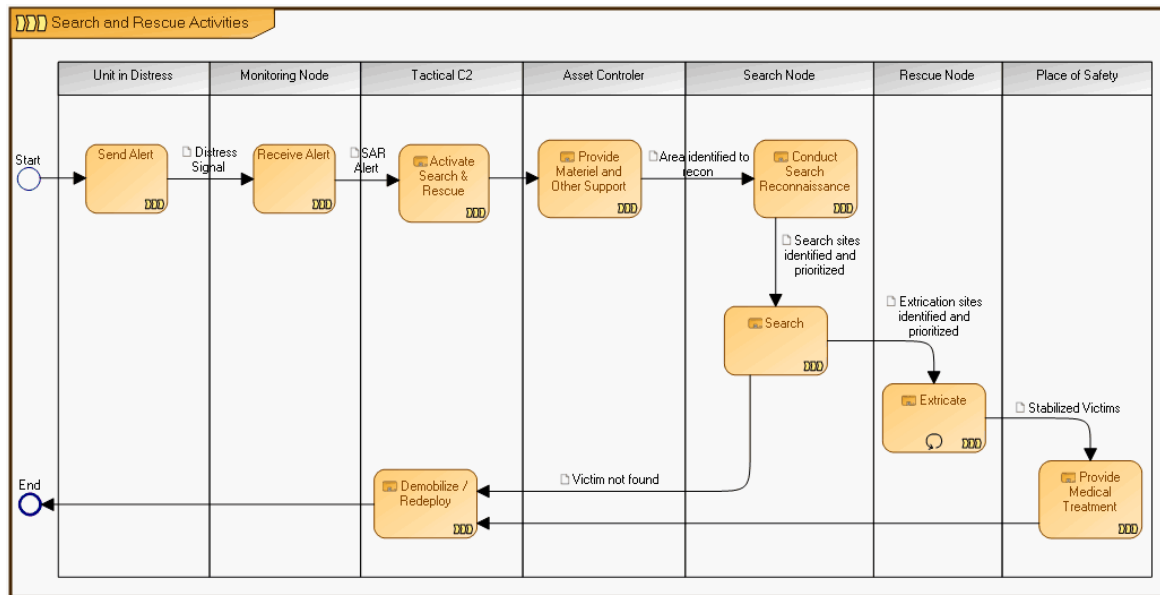 Search and Rescue Activities
Unit in Distress
Monitoring Node
Tactical C2
Asset Controler
Search Node
Rescue Node
Place of Safety
Start
Send Alert
Distress
Signal
Receive Alert
SAR
Alert
Activate
Search &
Rescue
Provide
Materiel and
Other Support
Area identified to
recon
Conduct
Search
Reconnaissance
Search sites
identified and
prioritized
Search
Extrication sites
identified and
prioritized
Extricate
Stabilized Victims
Provide
Medical
Treatment
Victim not found
Demobilize /
Redeploy
End